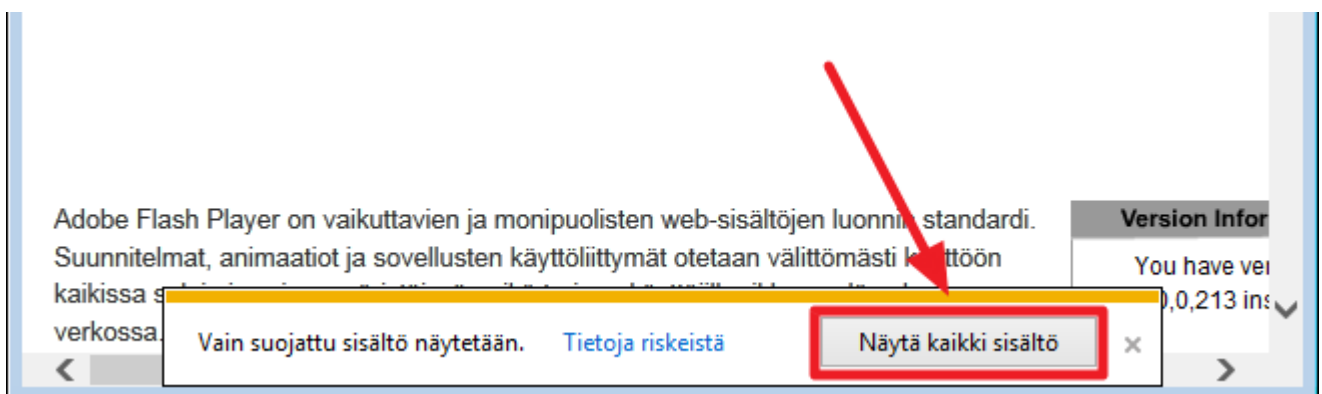 Adobe Flash Player on vaikuttavien ja monipuolisten web-sisältöjen luonnin standardi.
Suunnitelmat, animaatiot ja sovellusten käyttöliittymät otetaan välittömästi käyttöön
kaikissa
verkossa.
Version Infor
You have ver
0,0,213 ins
Vain suojattu sisältö näytetään. Tietoja riskeistä Näytä kaikki sisältö ×